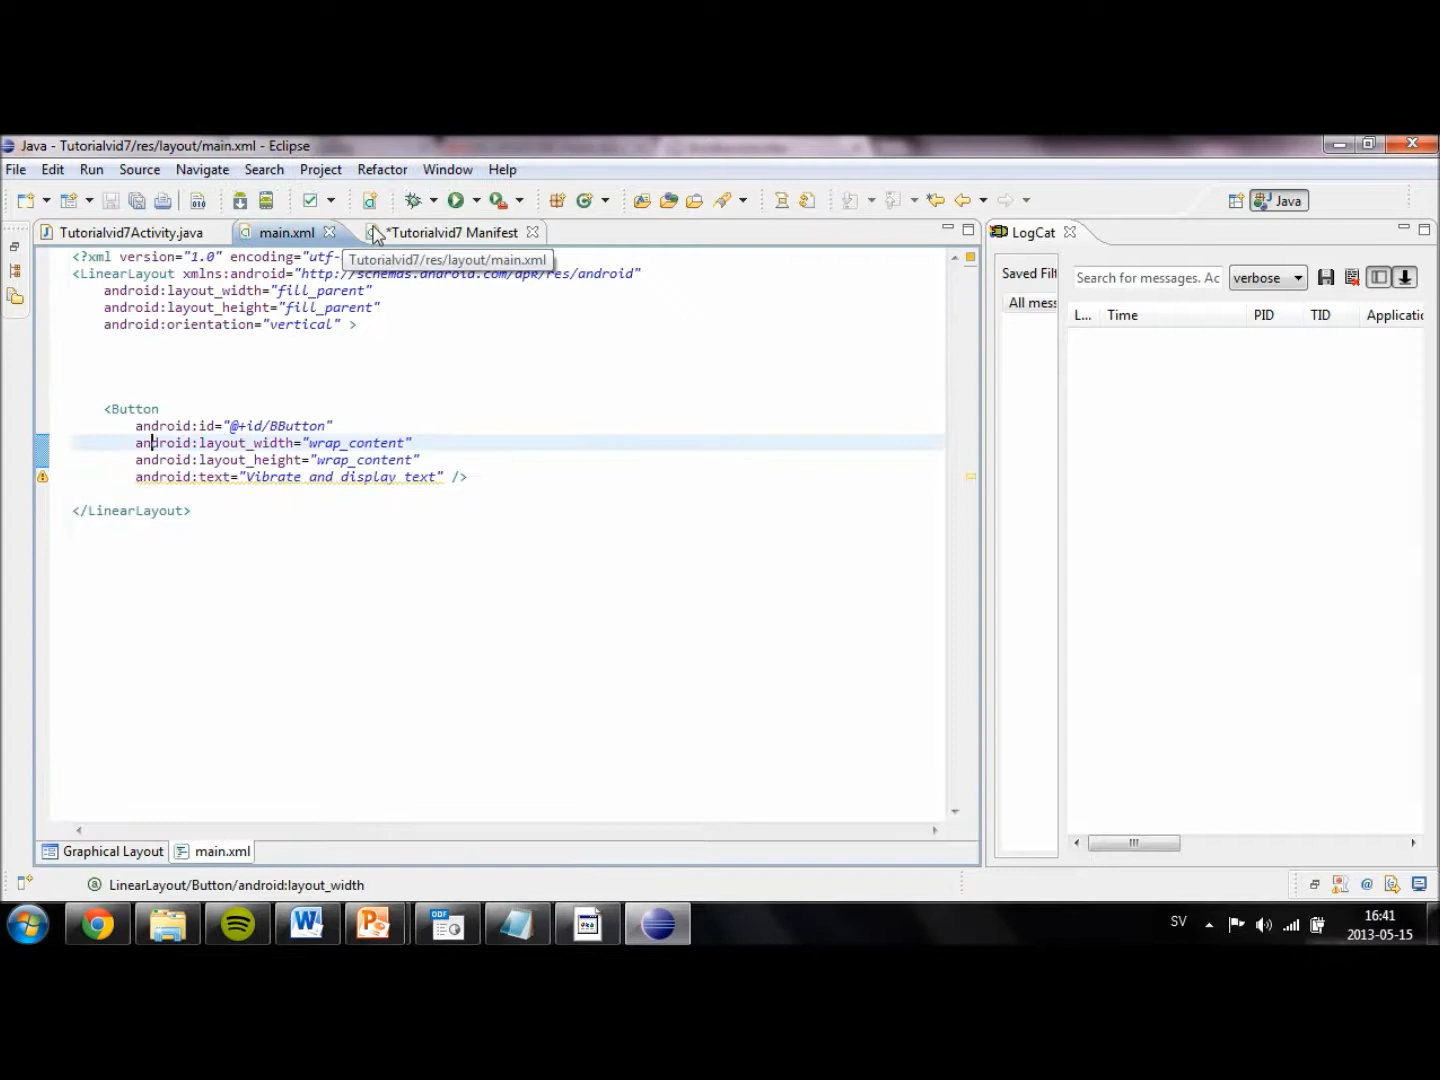 Java - Tutorialvid7/res/layout/main.xml - Eclipse
File Edit Run Source Navigate Search Project Refactor Window Help
Java
Tutorialvid7Activity.java main.xml *Tutorialvid7 Manifest
<?xml version="1.0" encoding="utf-
Tutorialvid7/res/layout/main.xml
<LinearLayout xmlns:android="http://schemas.android.com/apk/res/android"
android:layout_width="fill_parent"
android:layout_height="fill_parent"
android:orientation="vertical" >
<Button
android:id="@+id/BButton"
android:layout_width="wrap_content"
android:layout_height="wrap_content"
android:text="Vibrate and display text" />
</LinearLayout>
Graphical Layout main.xml
LogCat
Saved Filt
All mess
Search for messages. Ac verbose
L... Time PID TID Applicatic
LinearLayout/Button/android:layout_width
SV
16:41
2013-05-15